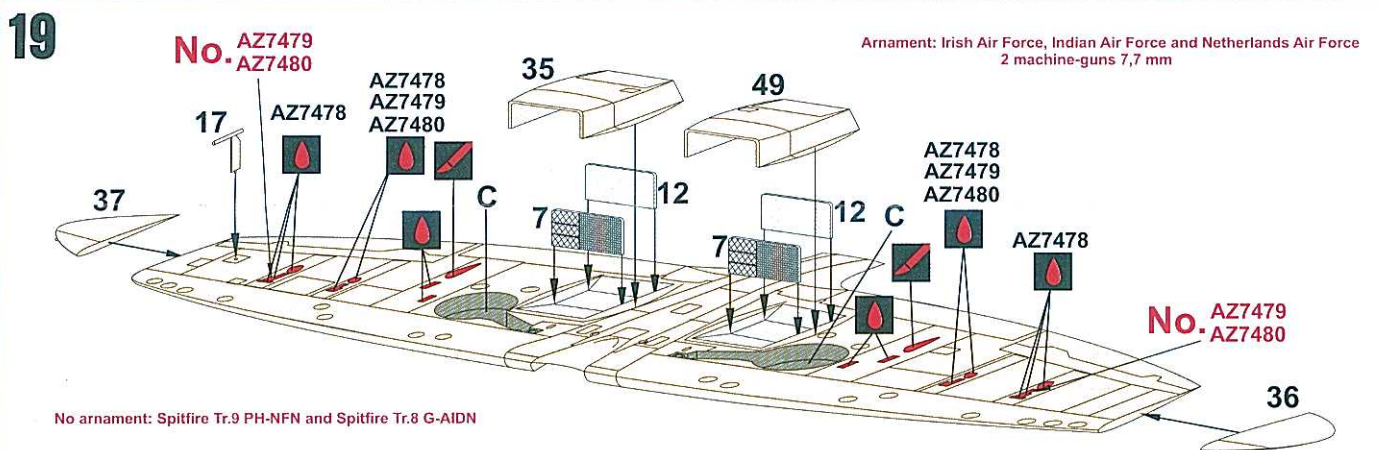 19
No. AZ7479
AZ7480
Arnament: Irish Air Force, Indian Air Force and Netherlands Air Force
2 machine-guns 7,7 mm
35
49
17
AZ7478
AZ7478
AZ7479
AZ7480
37
C
7
12
7
12
C
AZ7478
AZ7479
AZ7480
AZ7478
No. AZ7479
AZ7480
36
No arnament: Spitfire Tr.9 PH-NFN and Spitfire Tr.8 G-AIDN